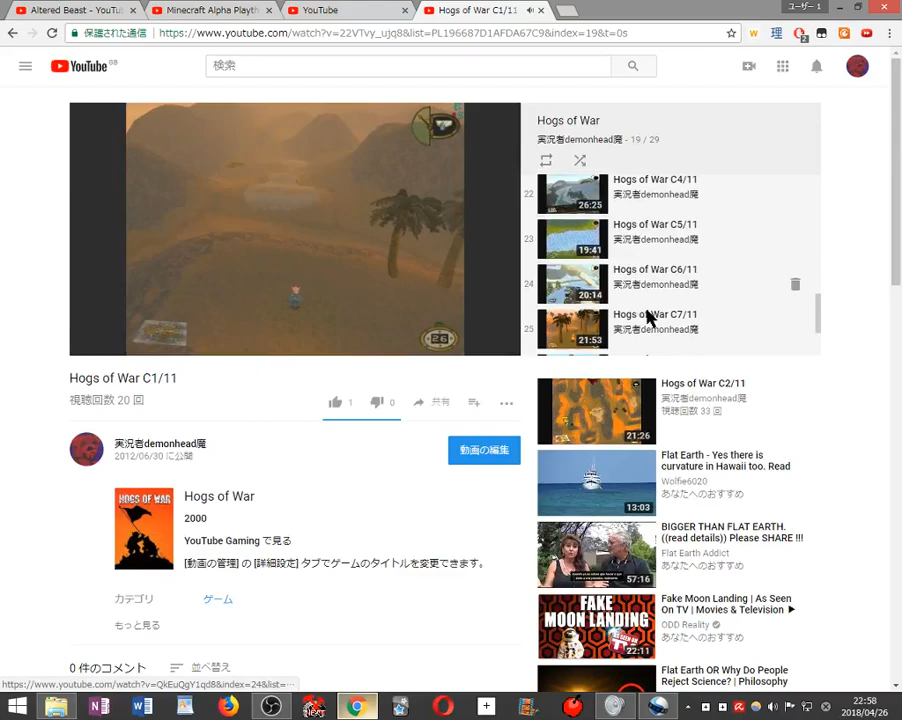 Altered Beast - YouTu
Minecraft Alpha Playth
YouTube
Hogs of War C1/11
ユーザー 1
保護された通信
https://www.youtube.com/watch?v=22VTvy_ujq8&list=PL196687D1AFDA67C9&index=19&t=0s
YouTube GB
検索
Hogs of War
実況者demonhead魔 - 19 / 29
22
Hogs of War C4/11
実況者demonhead魔
26:25
23
Hogs of War C5/11
実況者demonhead魔
19:41
24
Hogs of War C6/11
実況者demonhead魔
20:14
25
Hogs of War C7/11
実況者demonhead魔
21:53
26
Hogs of War C1/11
視聴回数 20 回
1
0
共有
実況者demonhead魔
2012/06/30 に公開
動画の編集
HOGS OF WAR
Hogs of War
2000
YouTube Gaming で見る
[動画の管理] の [詳細設定] タブでゲームのタイトルを変更できます。
カテゴリ
ゲーム
もっと見る
0 件のコメント
並べ替え
Hogs of War C2/11
実況者demonhead魔
視聴回数 33 回
21:26
Flat Earth - Yes there is
curvature in Hawaii too. Read
Wolfie6020
あなたへのおすすめ
13:03
BIGGER THAN FLAT EARTH.
((read details)) Please SHARE !!!
Flat Earth Addict
あなたへのおすすめ
57:16
Fake Moon Landing | As Seen
On TV | Movies & Television ▶
ODD Reality
あなたへのおすすめ
FAKE
MOON
LANDING
22:11
Flat Earth OR Why Do People
Reject Science? | Philosophy
https://www.youtube.com/watch?v=QkEuQgY1qd8&index=24&list=…
22:58
2018/04/26